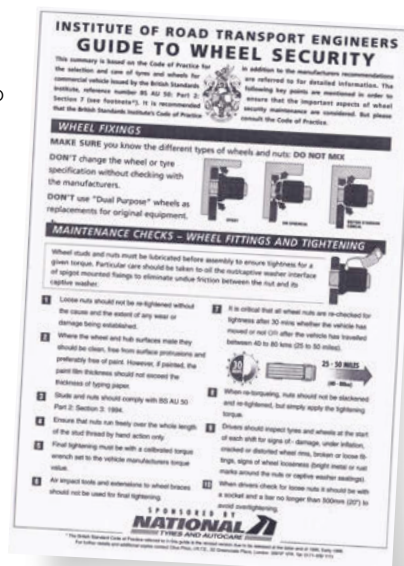 INSTITUTE OF ROAD TRANSPORT ENGINEERS
GUIDE TO WHEEL SECURITY
This summary is based on the Code of Practice for
the selection and care of tyres and wheels for
commercial vehicle issued by the British Standards
Institute, reference number BS AU 50: Part 2:
Section 7 (see footnote*). It is recommended
that the British Standards Institute's Code of Practice
in addition to the manufacturers recommendations
are referred to for detailed information. The
following key points are mentioned in order to
ensure that the important aspects of wheel
security maintenance are considered. But please
consult the Code of Practice.
WHEEL FIXINGS
MAKE SURE you know the different types of wheels and nuts: DO NOT MIX
DON'T change the wheel or tyre
specification without checking with
the manufacturers.
DON'T use "Dual Purpose" wheels as
replacements for original equipment.
SPIGOT
MAINTENANCE CHECKS – WHEEL FITTINGS AND TIGHTENING
Wheel studs and nuts must be lubricated before assembly to ensure tightness for a
given torque. Particular care should be taken to oil the nut/captive washer interface
of spigot mounted fixings to eliminate undue friction between the nut and its
captive washer.
1 Loose nuts should not be re-tightened without
the cause and the extent of any wear or
damage being established.
2 Where the wheel and hub surfaces mate they
should be clean, free from surface protrusions and
preferably free of paint. However, if painted, the
paint film thickness should not exceed the
thickness of typing paper.
3 Studs and nuts should comply with BS AU 50
Part 2: Section 3: 1994.
4 Ensure that nuts run freely over the whole length
of the stud thread by hand action only.
5 Final tightening must be with a calibrated torque
wrench set to the vehicle manufacturers torque
value.
6 Air impact tools and extensions to wheel braces
should not be used for final tightening.
7 It is critical that all wheel nuts are re-checked for
tightness after 30 mins whether the vehicle has
moved or not OR after the vehicle has travelled
between 40 to 80 kms (25 to 50 miles).
30
25 - 50 MILES
8 When re-torqueing, nuts should not be slackened
and re-tightened, but simply apply the tightening
torque.
9 Drivers should inspect tyres and wheels at the start
of each shift for signs of - damage, under inflation,
cracked or distorted wheel rims, broken or loose fit-
tings, signs of wheel looseness (bright metal or rust
marks around the nuts or captive washer seatings).
10 When drivers check for loose nuts it should be with
a socket and a bar no longer than 500mm (20") to
avoid overtightening.
SPONSORED BY
NATIONAL
TYRES AND AUTOCARE